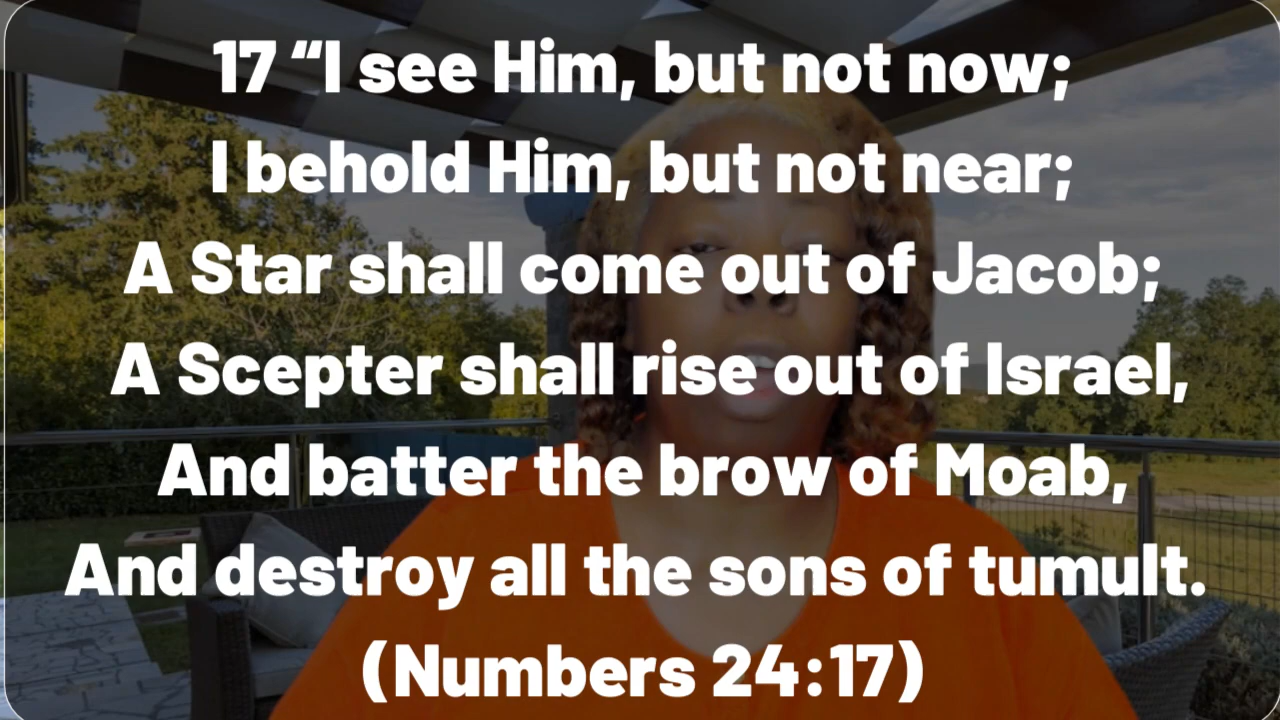 17 “I see Him, but not now;
I behold Him, but not near;
A Star shall come out of Jacob;
A Scepter shall rise out of Israel,
And batter the brow of Moab,
And destroy all the sons of tumult.
(Numbers 24:17)